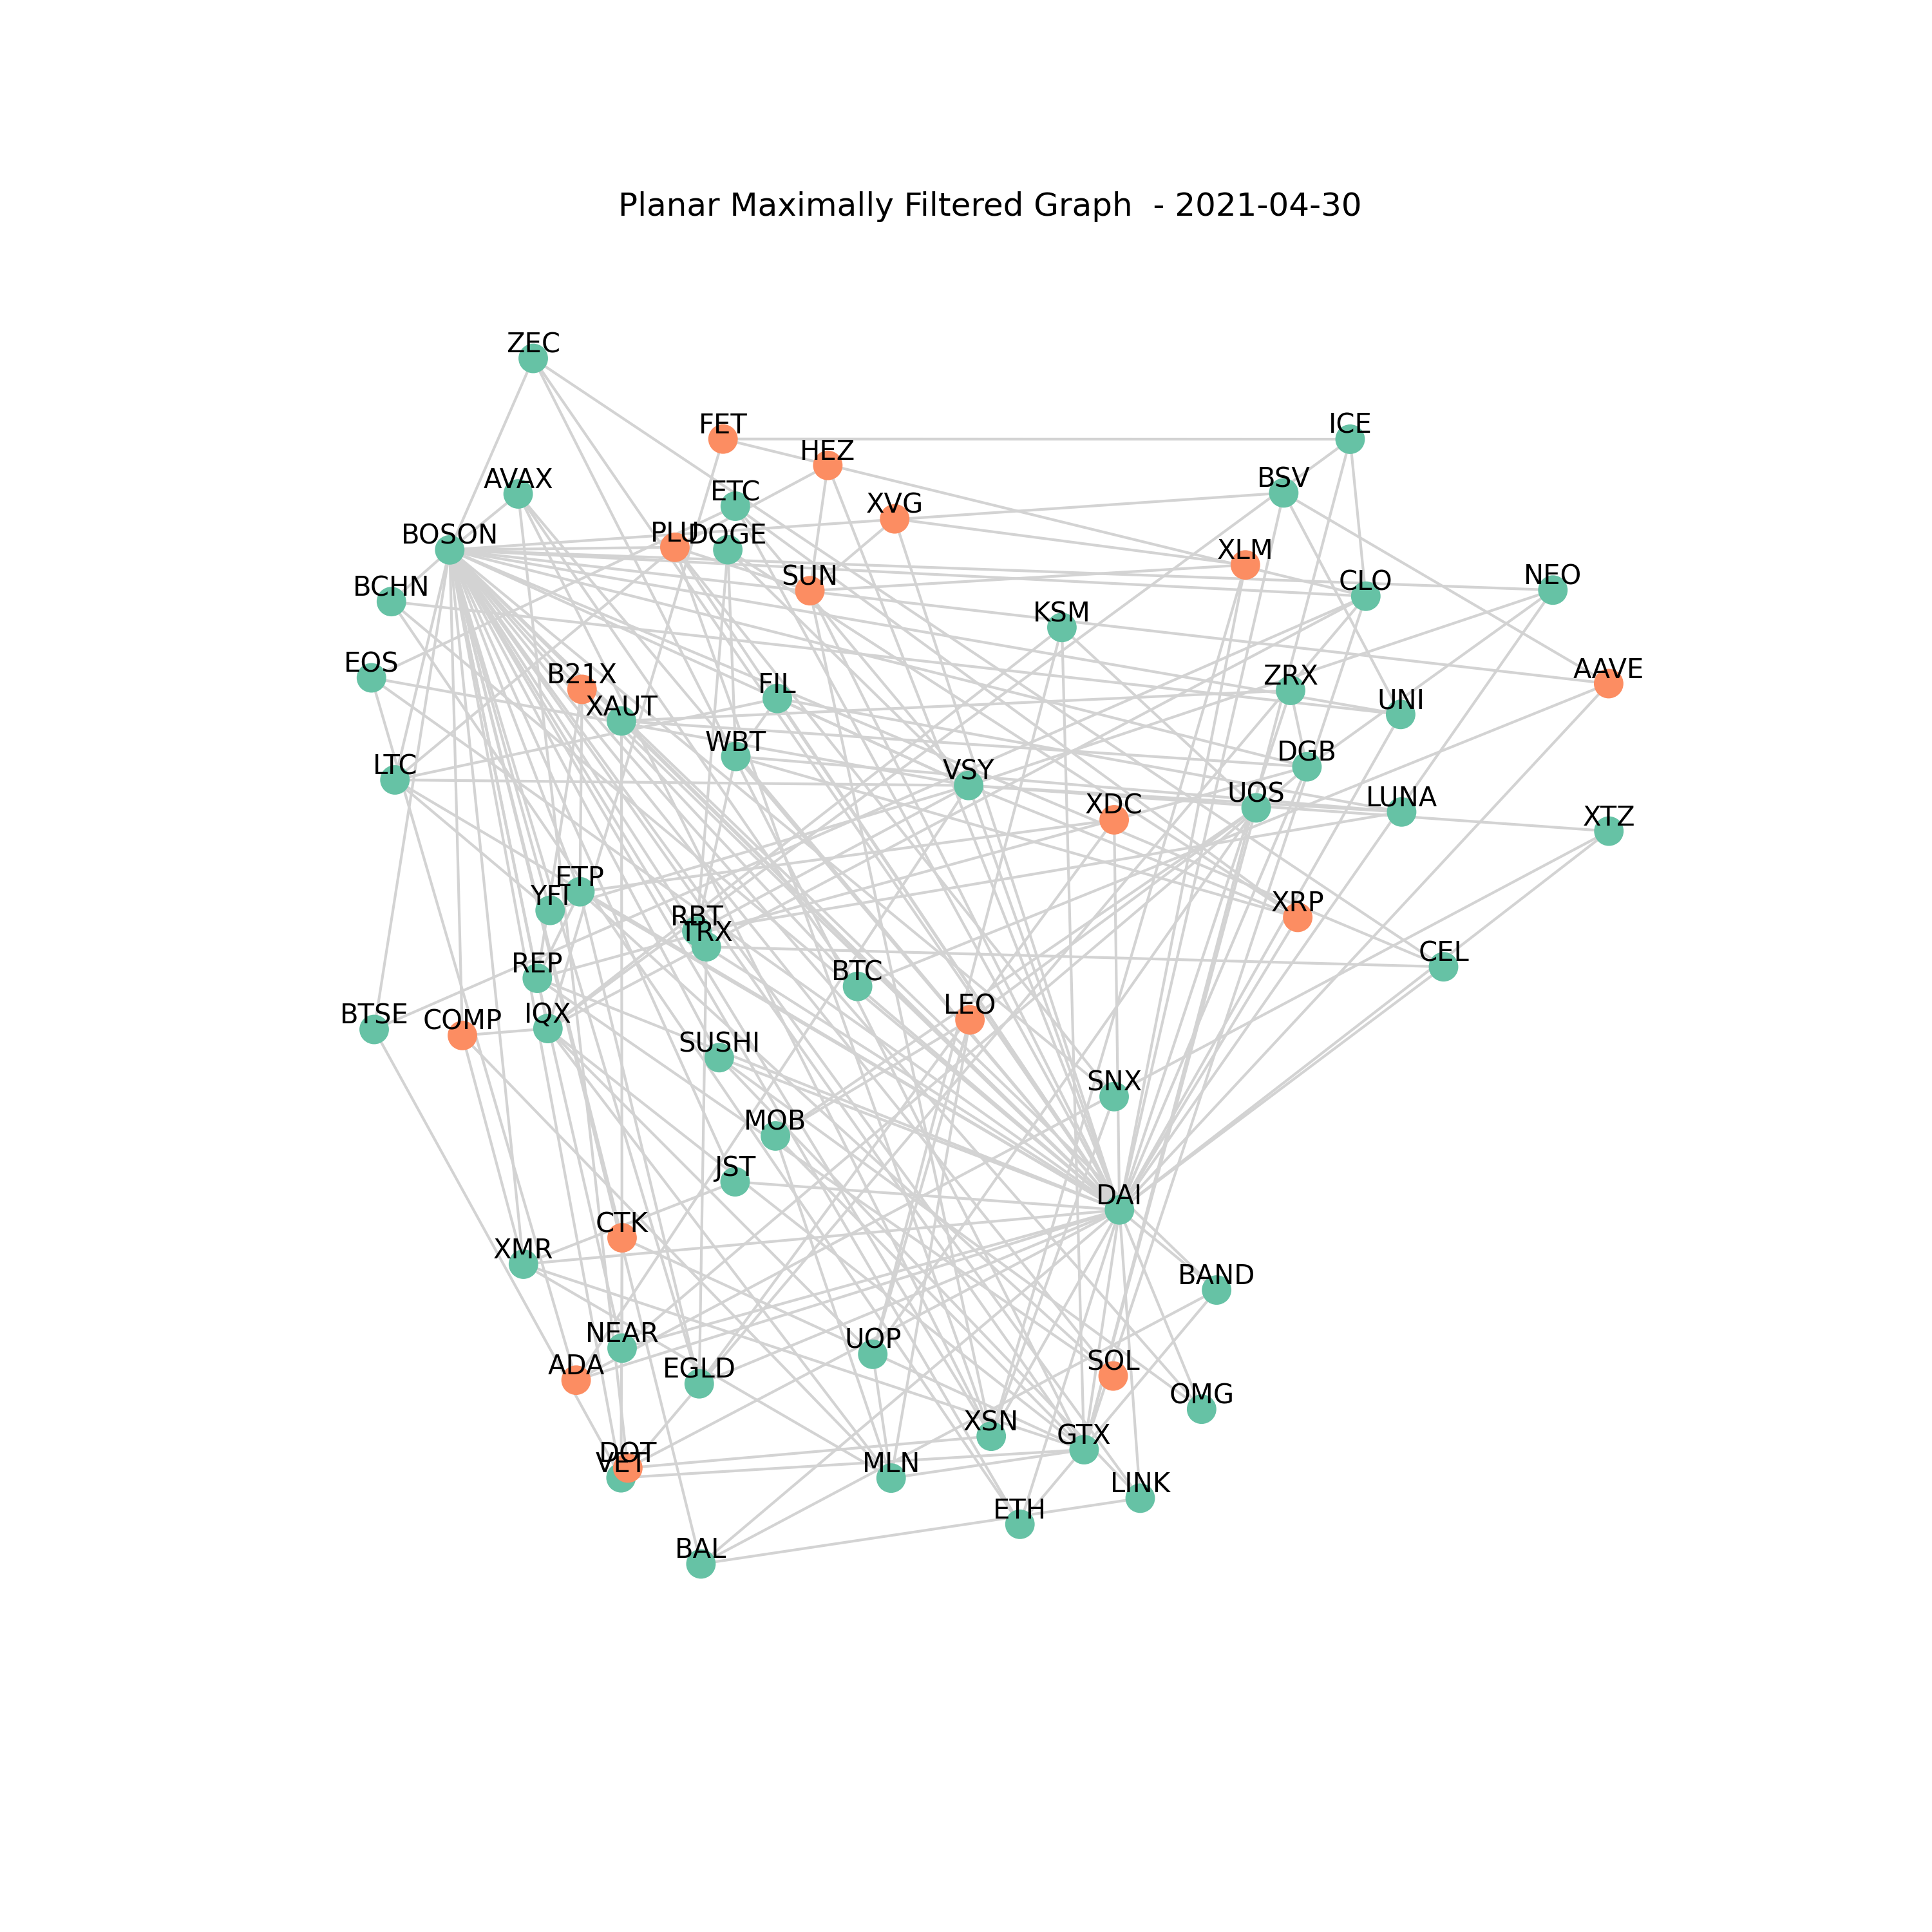 Planar Maximally Filtered Graph - 2021-04-30
ZEC
FET
ICE
HEZ
BSV
AVAX
ETC
XVG
BOSON
PLU
DOGE
XLM
SUN
NEO
CLO
BCHN
KSM
EOS
B21X
FIL
ZRX
AAVE
XAUT
UNI
WBT
DGB
LTC
VSY
UOS
LUNA
XDC
XTZ
FTP
YFI
XRP
RBT
TRX
CEL
REP
BTC
LEO
BTSE
COMP
IQX
SUSHI
SNX
MOB
JST
DAI
CTK
XMR
BAND
NEAR
UOP
ADA
EGLD
SOL
OMG
XSN
GTX
DOT
VET
MLN
LINK
ETH
BAL